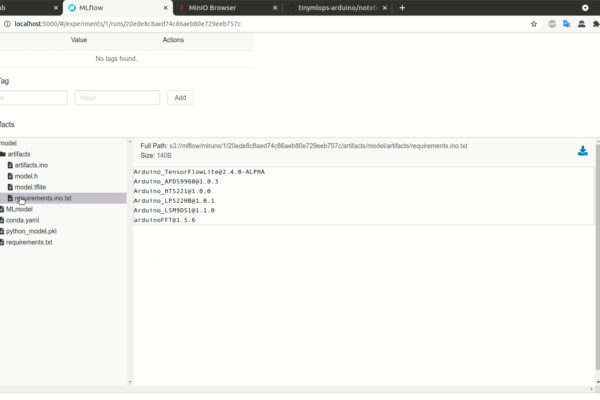 ab
MLflow
MinIO Browser
tinymlops-arduino/noteb
localhost:5000/#/experiments/1/runs/20ede8c8aed74c86aeb80e729eeb757c
Value
Actions
No tags found.
Tag
Value
Add
facts
model
artifacts
artifacts.ino
model.h
model.tflite
requirements.ino.txt
MLmodel
conda.yaml
python_model.pkl
requirements.txt
Full Path: s3://mlflow/mlruns/1/20ede8c8aed74c86aeb80e729eeb757c/artifacts/model/artifacts/requirements.ino.txt
Size: 140B
Arduino_TensorFlowLite@2.4.0-ALPHA
Arduino_APDS9960@1.0.3
Arduino_HTS221@1.0.0
Arduino_LPS22HB@1.0.1
Arduino_LSM9DS1@1.1.0
arduinoFFT@1.5.6